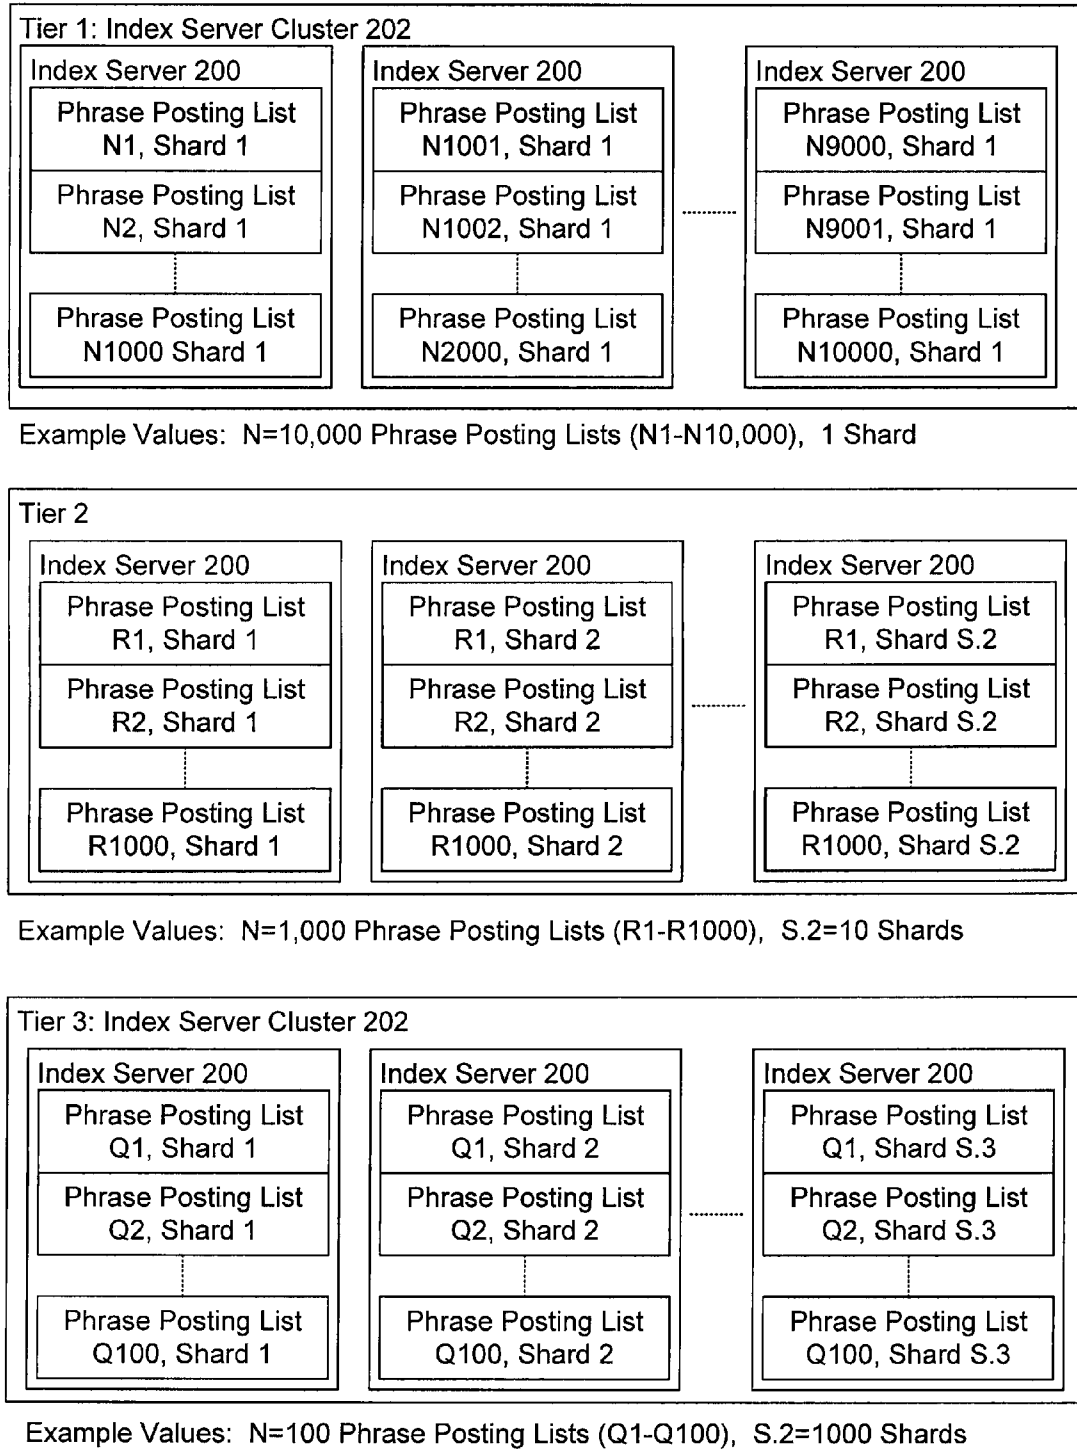 Tier 1: Index Server Cluster 202
Index Server 200
Phrase Posting List
N1, Shard 1
Phrase Posting List
N2, Shard 1
Phrase Posting List
N1000 Shard 1
Index Server 200
Phrase Posting List
N1001, Shard 1
Phrase Posting List
N1002, Shard 1
Phrase Posting List
N2000, Shard 1
Index Server 200
Phrase Posting List
N9000, Shard 1
Phrase Posting List
N9001, Shard 1
Phrase Posting List
N10000, Shard 1
Example Values: N=10,000 Phrase Posting Lists (N1-N10,000), 1 Shard
Tier 2
Index Server 200
Phrase Posting List
R1, Shard 1
Phrase Posting List
R2, Shard 1
Phrase Posting List
R1000, Shard 1
Index Server 200
Phrase Posting List
R1, Shard 2
Phrase Posting List
R2, Shard 2
Phrase Posting List
R1000, Shard 2
Index Server 200
Phrase Posting List
R1, Shard S.2
Phrase Posting List
R2, Shard S.2
Phrase Posting List
R1000, Shard S.2
Example Values: N=1,000 Phrase Posting Lists (R1-R1000), S.2=10 Shards
Tier 3: Index Server Cluster 202
Index Server 200
Phrase Posting List
Q1, Shard 1
Phrase Posting List
Q2, Shard 1
Phrase Posting List
Q100, Shard 1
Index Server 200
Phrase Posting List
Q1, Shard 2
Phrase Posting List
Q2, Shard 2
Phrase Posting List
Q100, Shard 2
Index Server 200
Phrase Posting List
Q1, Shard S.3
Phrase Posting List
Q2, Shard S.3
Phrase Posting List
Q100, Shard S.3
Example Values: N=100 Phrase Posting Lists (Q1-Q100), S.2=1000 Shards